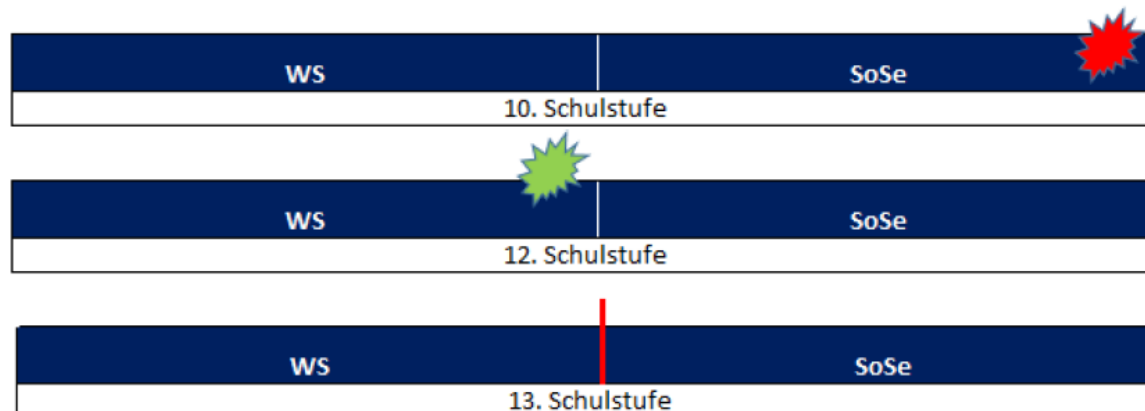 WS SoSe
10. Schulstufe
WS SoSe
12. Schulstufe
WS SoSe
13. Schulstufe